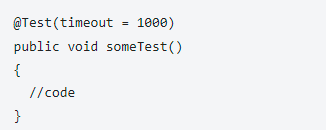 @Test(timeout = 1000)
public void someTest()
{
  //code
}